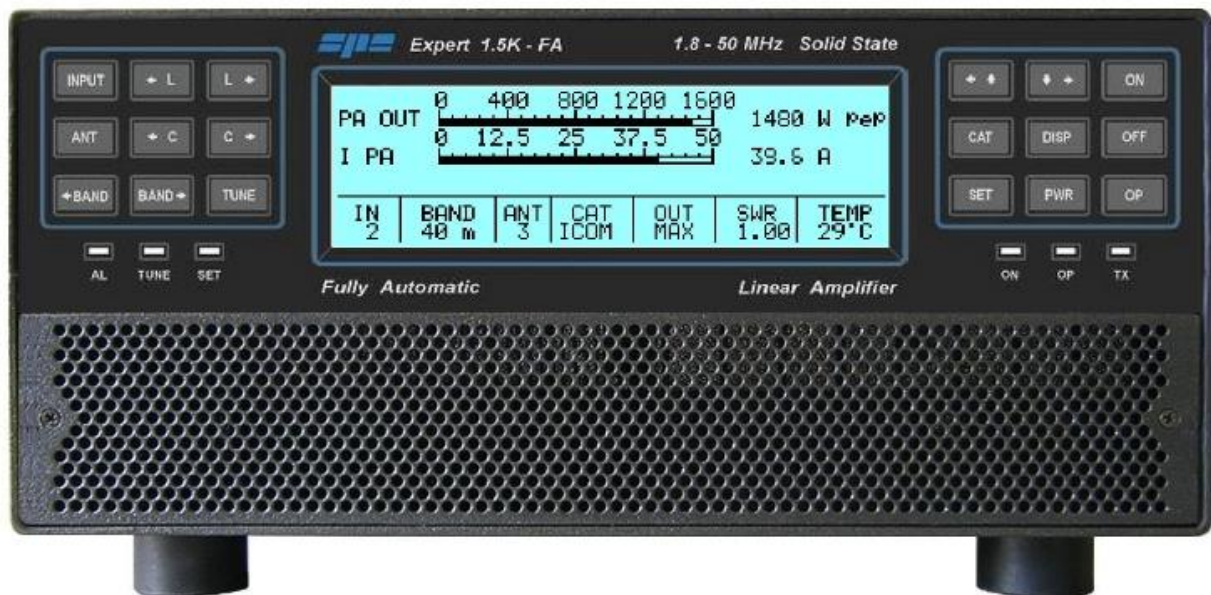 SPE Expert 1.5K - FA 1.8 - 50 MHz Solid State
INPUT ← L L →
ANT ← C C →
←BAND BAND→ TUNE
AL TUNE SET
0 400 800 1200 1600
PA OUT 1480 W pep
0 12.5 25 37.5 50
I PA 39.6 A
IN BAND ANT CAT OUT SWR TEMP
2 40 m 3 ICOM MAX 1.00 29°C
Fully Automatic Linear Amplifier
← ♦ ♦ → ON
CAT DISP OFF
SET PWR OP
ON OP TX